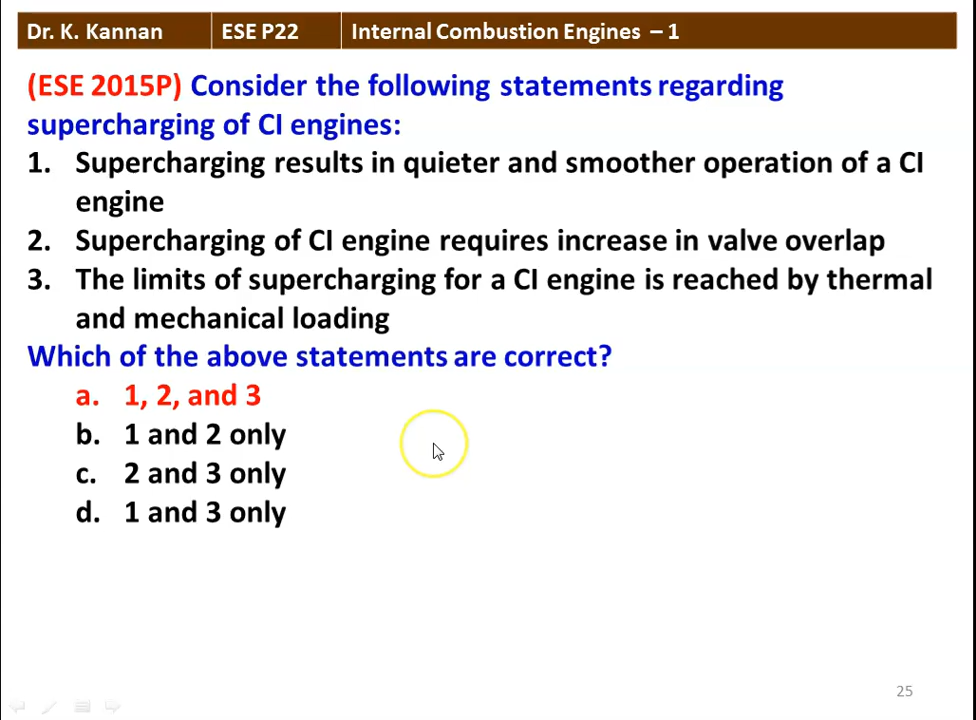 Dr. K. Kannan ESE P22 Internal Combustion Engines – 1
(ESE 2015P) Consider the following statements regarding
supercharging of CI engines:
1. Supercharging results in quieter and smoother operation of a CI
engine
2. Supercharging of CI engine requires increase in valve overlap
3. The limits of supercharging for a CI engine is reached by thermal
and mechanical loading
Which of the above statements are correct?
a. 1, 2, and 3
b. 1 and 2 only
c. 2 and 3 only
d. 1 and 3 only
25